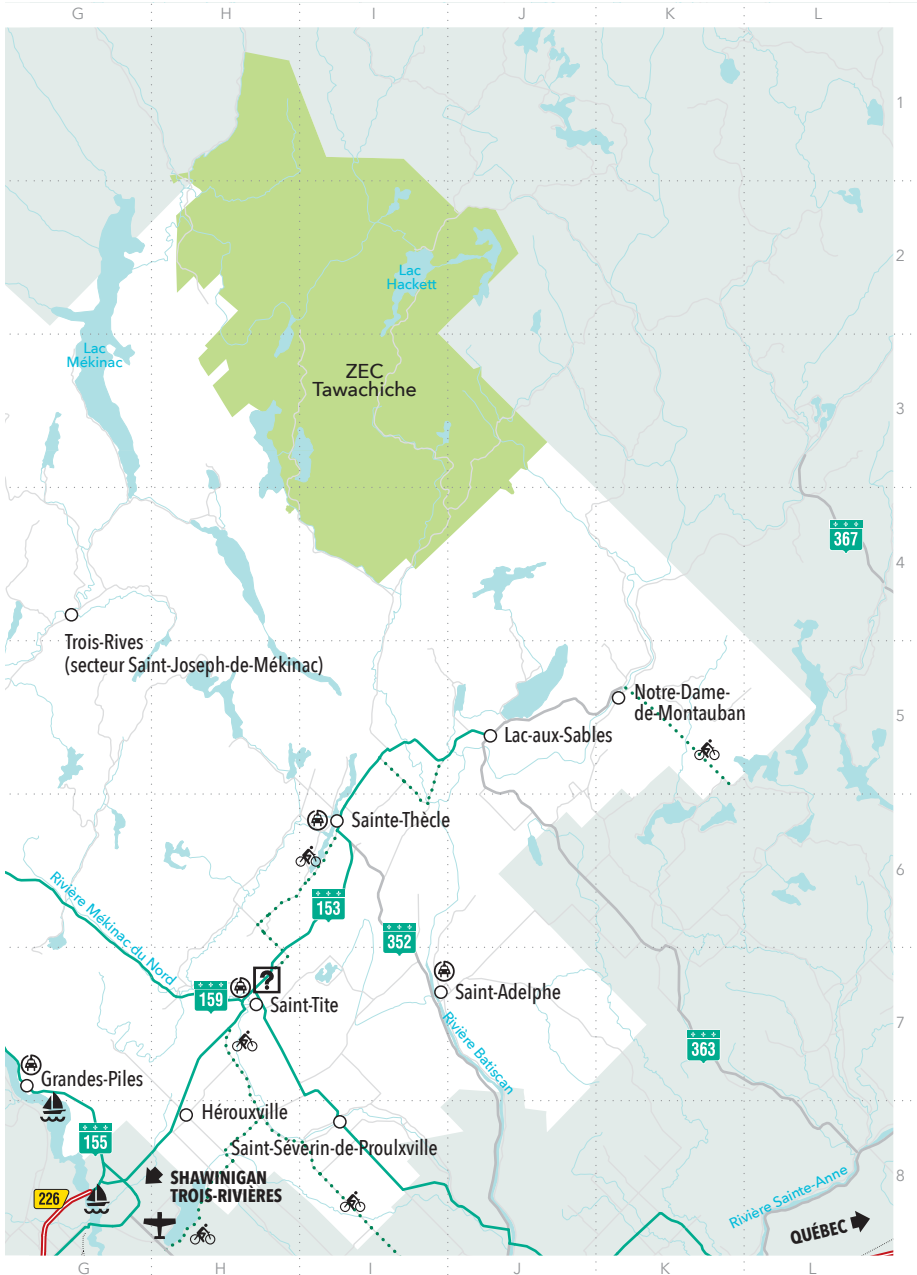 G H I J K L
1
2
Lac
Hackett
Lac
Mékinac
ZEC
Tawachiche
3
367
4
Trois-Rives
(secteur Saint-Joseph-de-Mékinac)
Notre-Dame-
de-Montauban
5
Lac-aux-Sables
Sainte-Thècle
6
Rivière Mékinac du Nord
153
352
159
?
Saint-Tite
Saint-Adelphe
7
Rivière Batiscan
363
Grandes-Piles
Hérouxville
155
Saint-Séverin-de-Proulxville
SHAWINIGAN
TROIS-RIVIÈRES
8
226
Rivière Sainte-Anne
QUÉBEC
G H I J K L